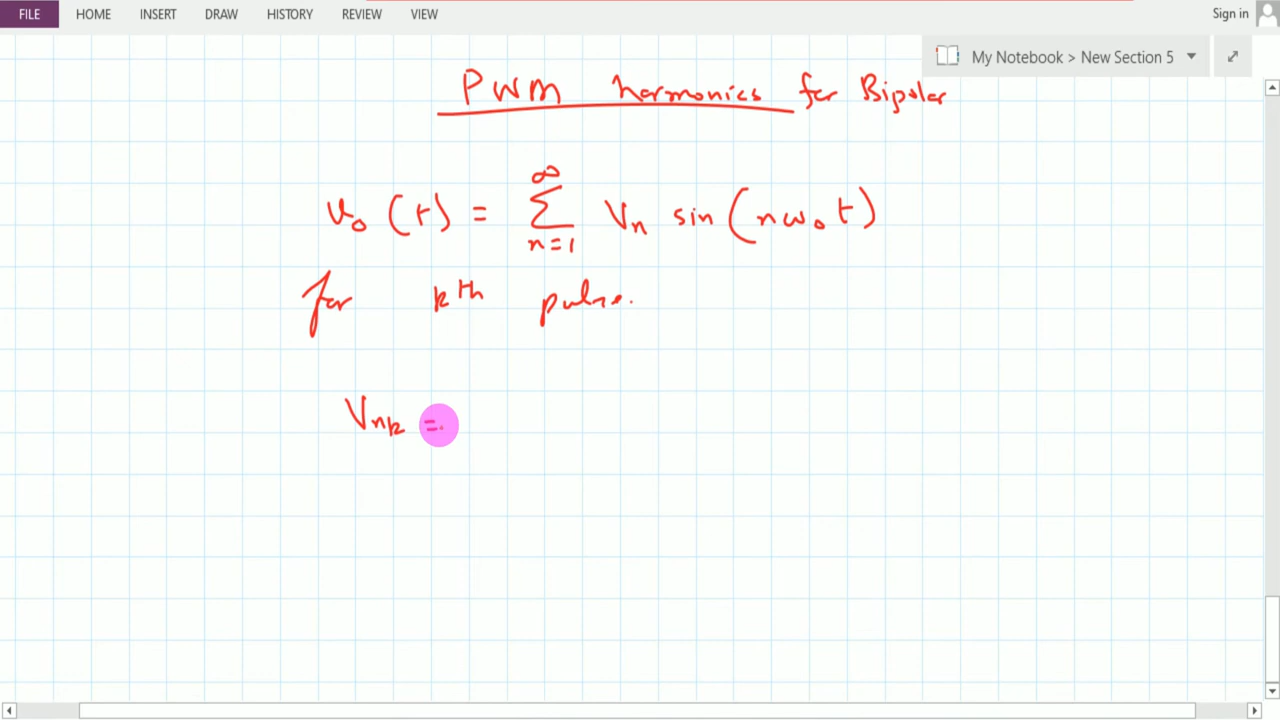 FILE HOME INSERT DRAW HISTORY REVIEW VIEW Sign in
My Notebook > New Section 5
PWM harmonics for Bipolar
v₀(t) = ∑ₙ₌₁^∞ Vₙ sin(nω₀t)
for kth pulse.
Vₙₖ =